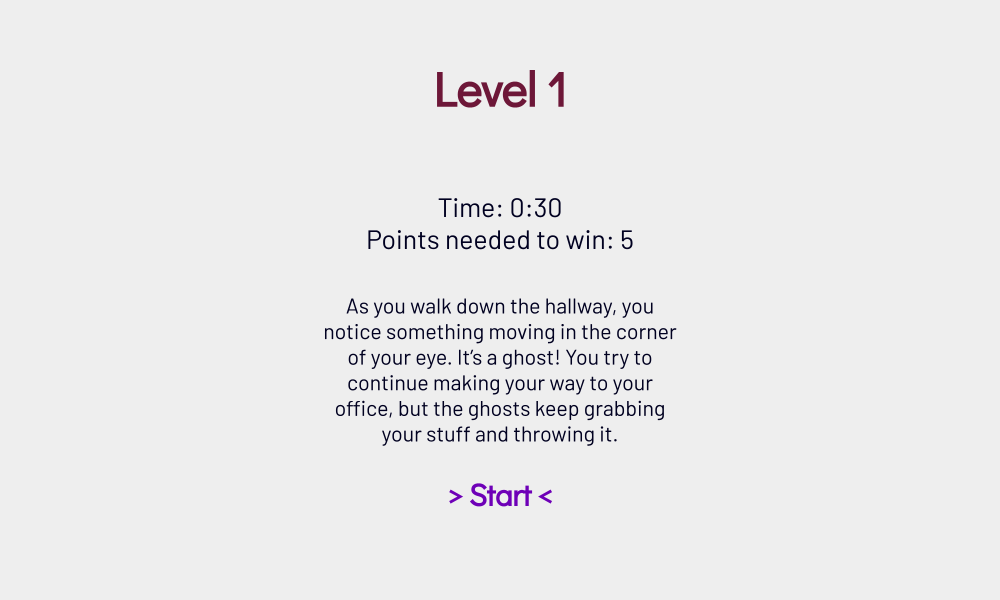 Level 1
Time: 0:30
Points needed to win: 5
As you walk down the hallway, you
notice something moving in the corner
of your eye. It’s a ghost! You try to
continue making your way to your
office, but the ghosts keep grabbing
your stuff and throwing it.
> Start <